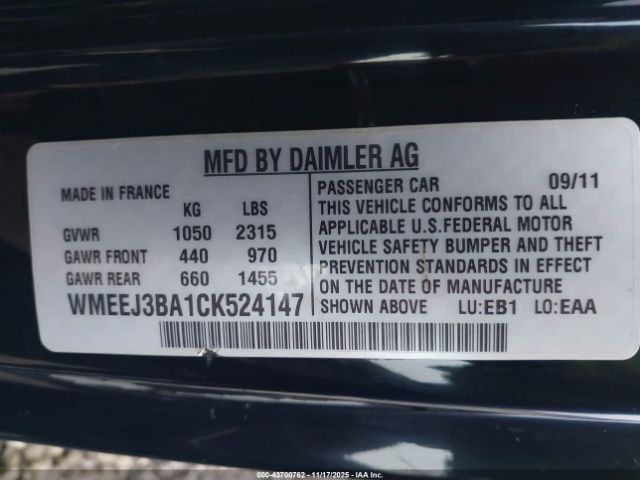 MFD BY DAIMLER AG
MADE IN FRANCE
KG LBS
GVWR 1050 2315
GAWR FRONT 440 970
GAWR REAR 660 1455
WMEEJ3BA1CK524147
PASSENGER CAR 09/11
THIS VEHICLE CONFORMS TO ALL
APPLICABLE U.S.FEDERAL MOTOR
VEHICLE SAFETY BUMPER AND THEFT
PREVENTION STANDARDS IN EFFECT
ON THE DATE OF MANUFACTURE
SHOWN ABOVE LU:EB1 LO:EAA
000-43700762 - 11/17/2025 - IAAI.COM